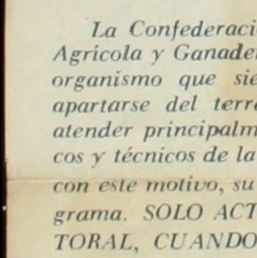 La Confederaci
Agrícola y Ganade
organismo que sie
apartarse del terr
atender principalm
cos y técnicos de la
con este motivo, su
grama. SOLO ACT
TORAL, CUANDO